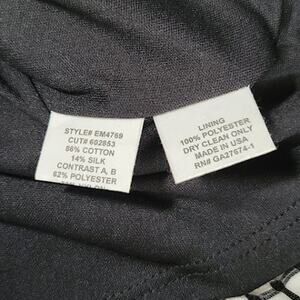 STYLE# EM4769
CUT# 602853
86% COTTON
14% SILK
CONTRAST A, B
62% POLYESTER
LINING
100% POLYESTER
DRY CLEAN ONLY
MADE IN USA
RN# GA27674-1